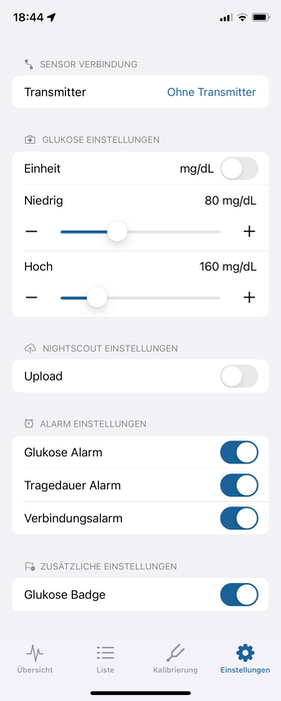 18:44
SENSOR VERBINDUNG
Transmitter Ohne Transmitter
GLUKOSE EINSTELLUNGEN
Einheit mg/dL
Niedrig 80 mg/dL
Hoch 160 mg/dL
NIGHTSCOUT EINSTELLUNGEN
Upload
ALARM EINSTELLUNGEN
Glukose Alarm
Tragedauer Alarm
Verbindungsalarm
ZUSÄTZLICHE EINSTELLUNGEN
Glukose Badge
Übersicht Liste Kalibrierung Einstellungen